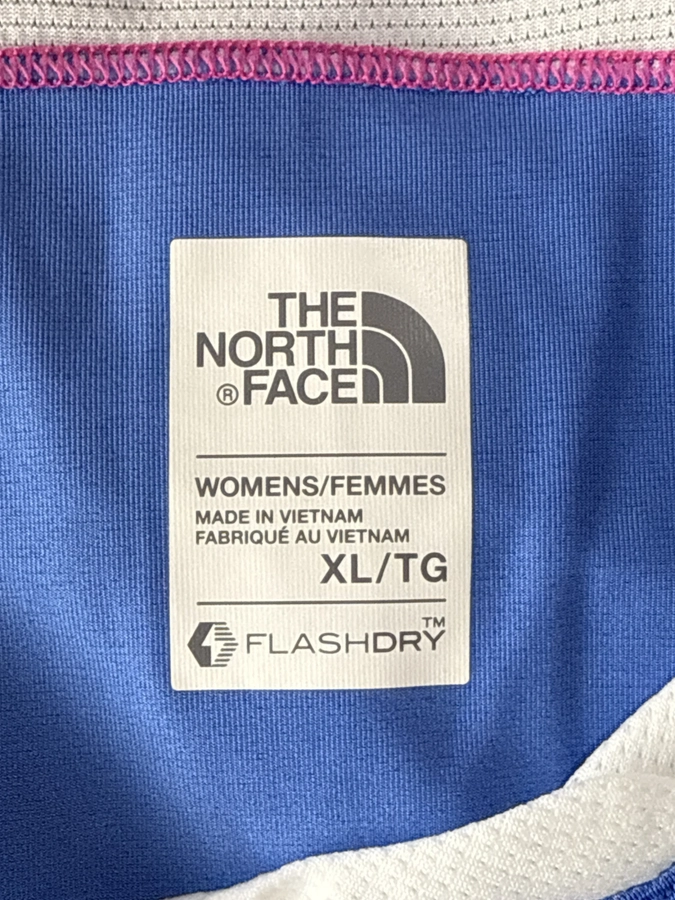 THE
NORTH
® FACE
WOMENS/FEMMES
MADE IN VIETNAM
FABRIQUÉ AU VIETNAM
XL/TG
FLASHDRY™